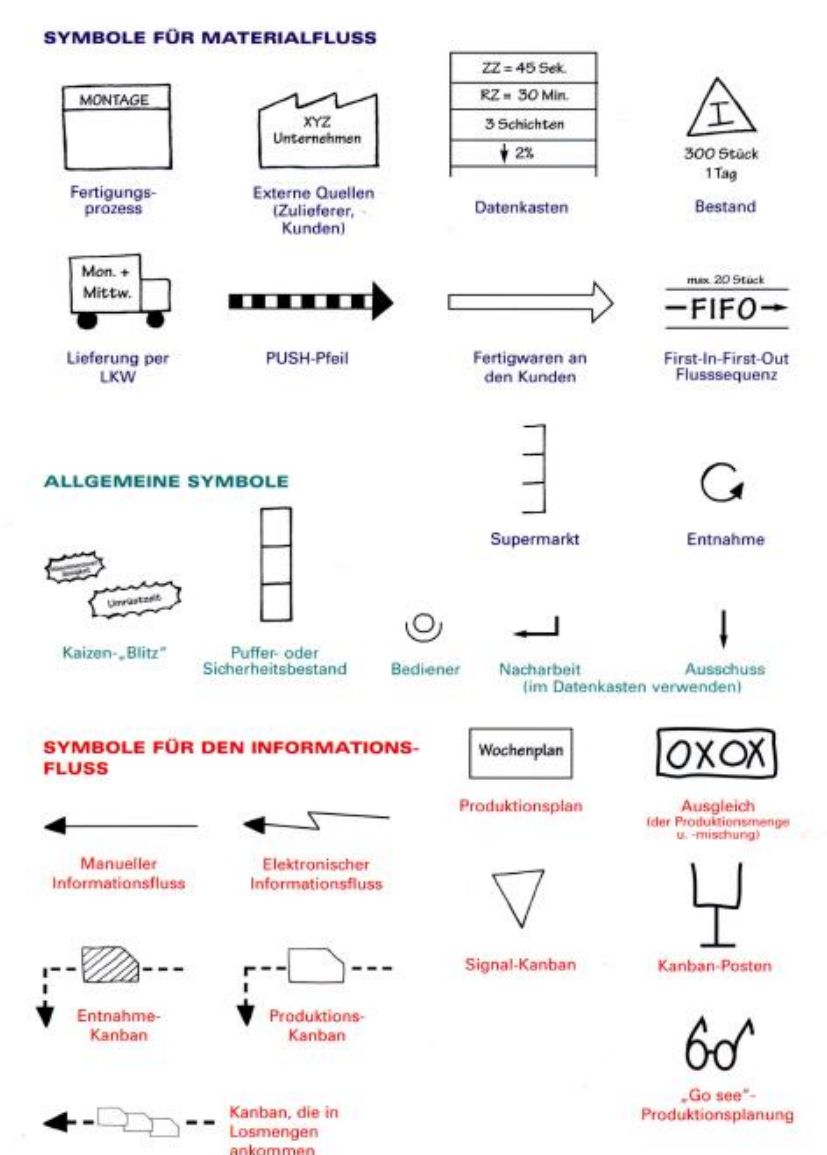 SYMBOLE FÜR MATERIALFLUSS
MONTAGE
Fertigungs-
prozess
XYZ
Unternehmen
Externe Quellen
(Zulieferer,
Kunden)
ZZ = 45 Sek.
RZ = 30 Min.
3 Schichten
2%
Datenkasten
I
300 Stück
1 Tag
Bestand
Mon. +
Mittw.
Lieferung per
LKW
PUSH-Pfeil
Fertigwaren an
den Kunden
max. 20 Stück
FIFO
First-In-First-Out
Flusssequenz
Supermarkt
Entnahme
ALLGEMEINE SYMBOLE
Umrüstzeit
Kaizen-„Blitz“
Puffer- oder
Sicherheitsbestand
Bediener
Nacharbeit
Ausschuss
(im Datenkasten verwenden)
SYMBOLE FÜR DEN INFORMATIONS-
FLUSS
Manueller
Informationsfluss
Elektronischer
Informationsfluss
Wochenplan
Produktionsplan
OXOX
Ausgleich
(der Produktionsmenge
u. -mischung)
Signal-Kanban
Kanban-Posten
Entnahme-
Kanban
Produktions-
Kanban
„Go see“-
Produktionsplanung
Kanban, die in
Losmengen
ankommen